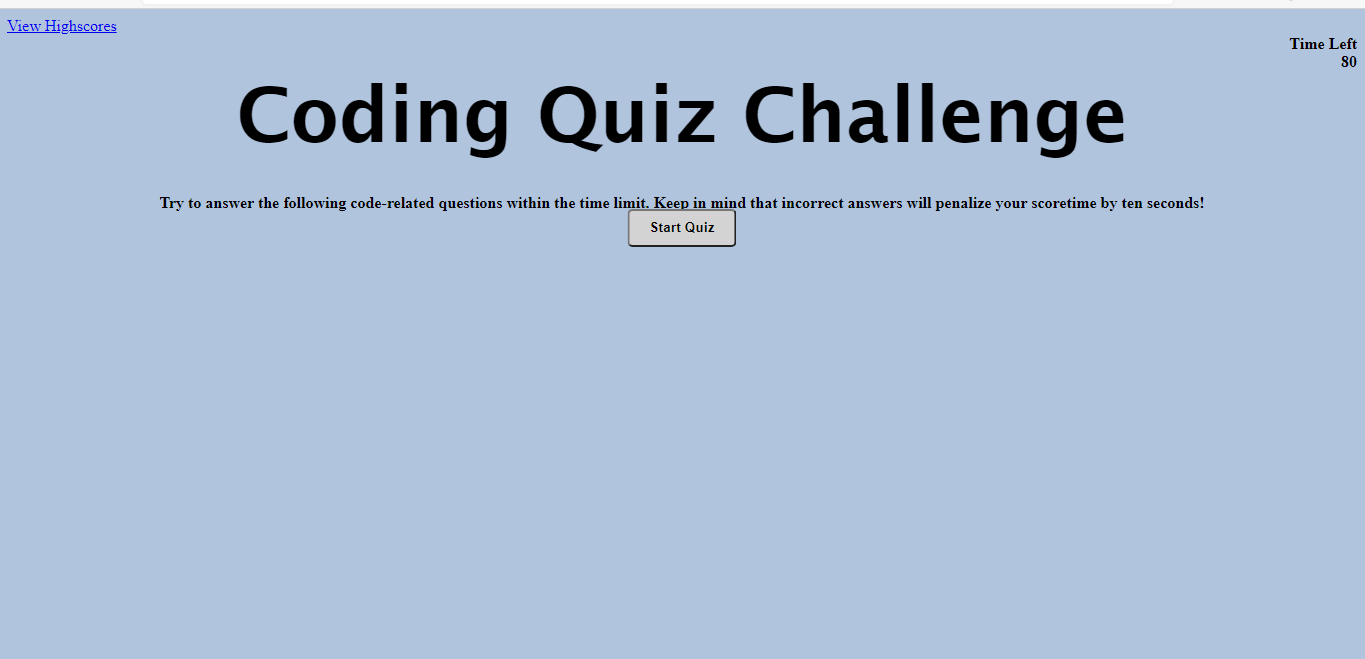 View Highscores
Time Left
80
Coding Quiz Challenge
Try to answer the following code-related questions within the time limit. Keep in mind that incorrect answers will penalize your scoretime by ten seconds!
Start Quiz